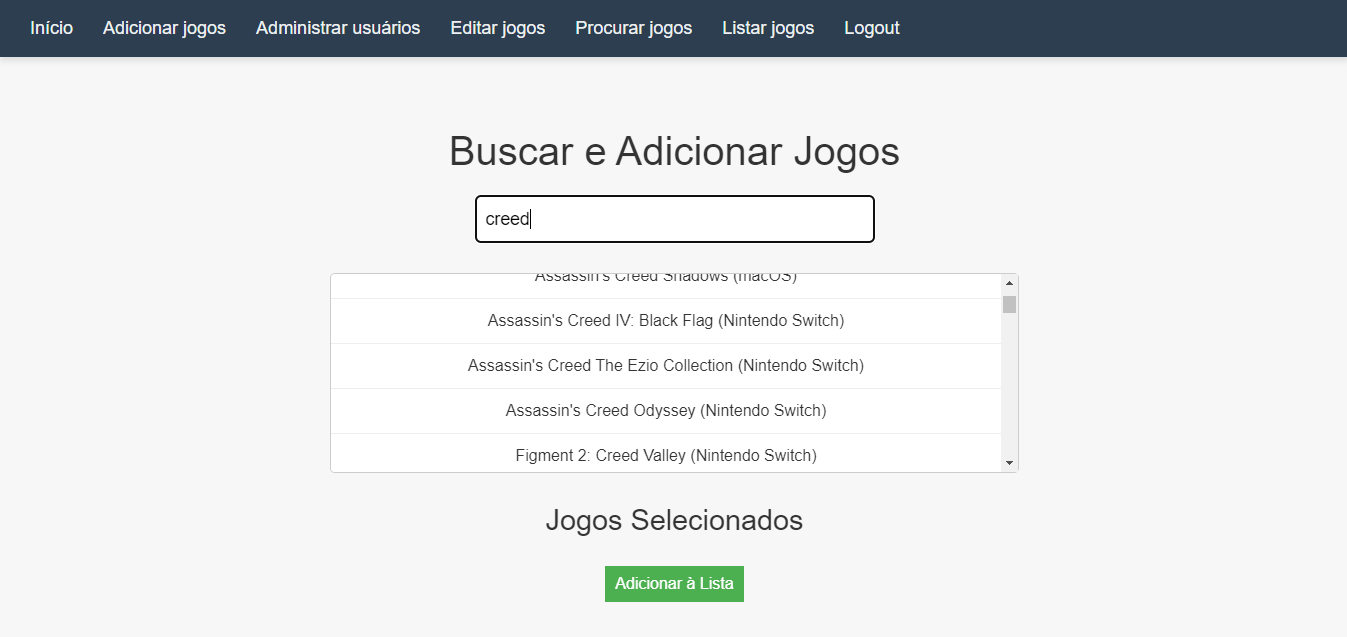 Início Adicionar jogos Administrar usuários Editar jogos Procurar jogos Listar jogos Logout
Buscar e Adicionar Jogos
creed
Assassin's Creed Shadows (macOS)
Assassin's Creed IV: Black Flag (Nintendo Switch)
Assassin's Creed The Ezio Collection (Nintendo Switch)
Assassin's Creed Odyssey (Nintendo Switch)
Figment 2: Creed Valley (Nintendo Switch)
Jogos Selecionados
Adicionar à Lista